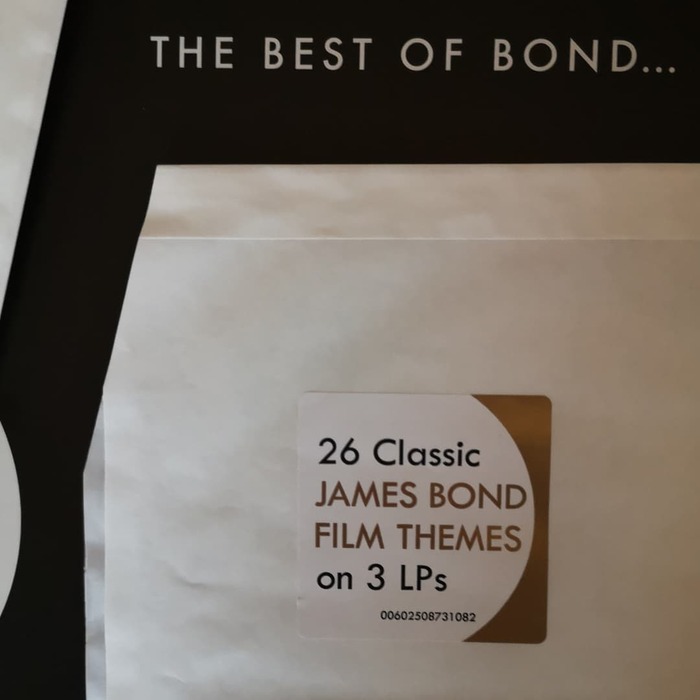 THE BEST OF BOND...
26 Classic
JAMES BOND
FILM THEMES
on 3 LPs
00602508731082